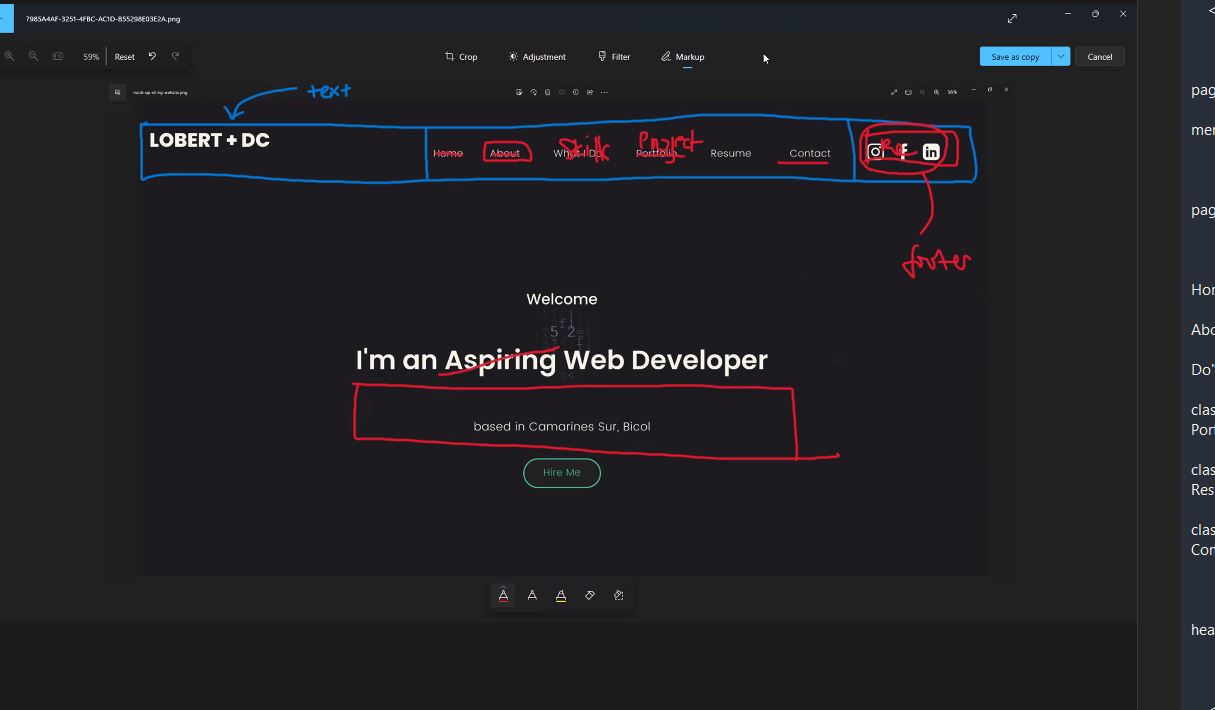 7985A4AF-3251-4FBC-AC1D-B55298E03E2A.png
59% Reset Crop Adjustment Filter Markup Save as copy Cancel
mock up of my-website.png 56%
text
LOBERT + DC
Skills Project
Home About What I Do Portfolio Resume Contact
footer
Welcome
I'm an Aspiring Web Developer
based in Camarines Sur, Bicol
Hire Me
pag
mer
pag
Hor
Abo
Do"
clas
Port
clas
Res
clas
Con
hea